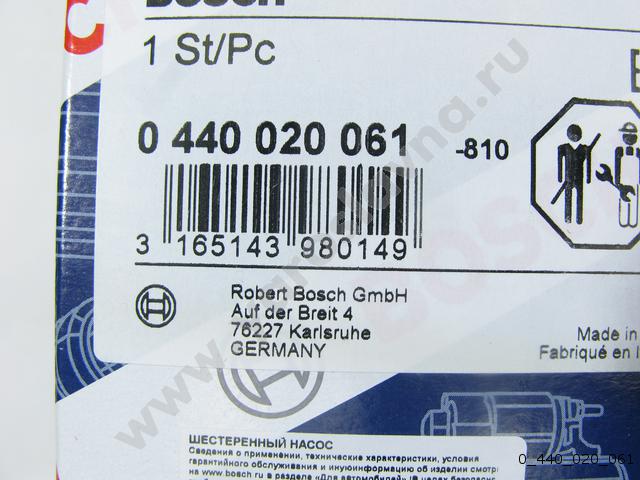 1 St/Pc
0 440 020 061 -810
3 165143 980149
Robert Bosch GmbH
Auf der Breit 4
76227 Karlsruhe
GERMANY
Made in
Fabriqué en
BOSCH
ШЕСТЕРЕННЫЙ НАСОС
Сведения о применении, технические характеристики, условия
гарантийного обслуживания и иную информацию об изделии смотри
на www.bosch.ru в разделе «Для автомобилей»
0_440_020_061